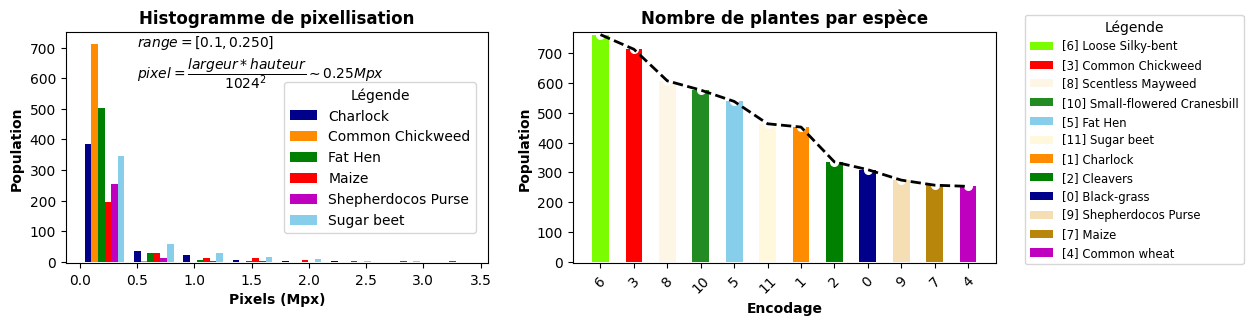 Histogramme de pixellisation
range = [0.1, 0.250]
pixel = largeur * hauteur / 1024² ~ 0.25Mpx
Légende
Charlock
Common Chickweed
Fat Hen
Maize
Shepherdocos Purse
Sugar beet
Population
700
600
500
400
300
200
100
0
0.0 0.5 1.0 1.5 2.0 2.5 3.0 3.5
Pixels (Mpx)
Nombre de plantes par espèce
Population
700
600
500
400
300
200
100
0
6 3 8 10 5 11 1 2 0 9 7 4
Encodage
Légende
[6] Loose Silky-bent
[3] Common Chickweed
[8] Scentless Mayweed
[10] Small-flowered Cranesbill
[5] Fat Hen
[11] Sugar beet
[1] Charlock
[2] Cleavers
[0] Black-grass
[9] Shepherdocos Purse
[7] Maize
[4] Common wheat